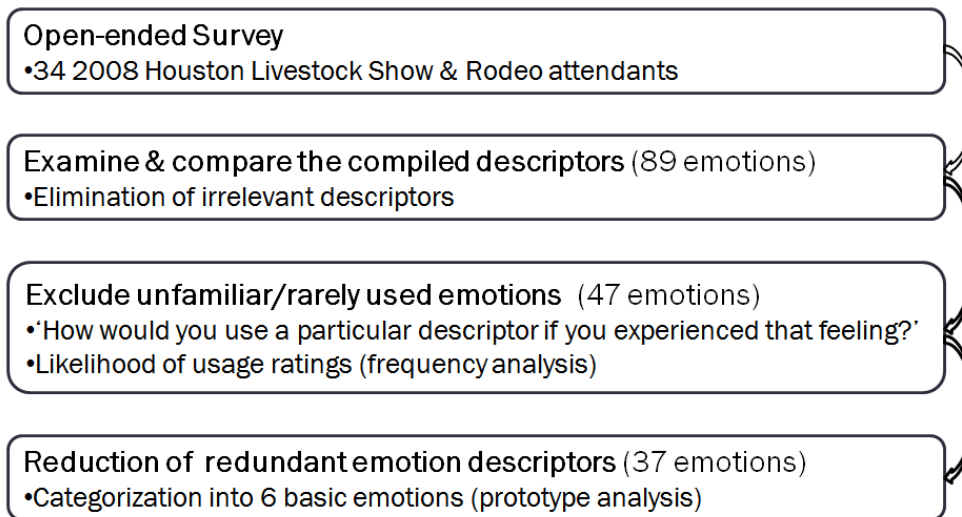 Open-ended Survey
•34 2008 Houston Livestock Show & Rodeo attendants
Examine & compare the compiled descriptors (89 emotions)
•Elimination of irrelevant descriptors
Exclude unfamiliar/rarely used emotions (47 emotions)
•‘How would you use a particular descriptor if you experienced that feeling?’
•Likelihood of usage ratings (frequency analysis)
Reduction of redundant emotion descriptors (37 emotions)
•Categorization into 6 basic emotions (prototype analysis)